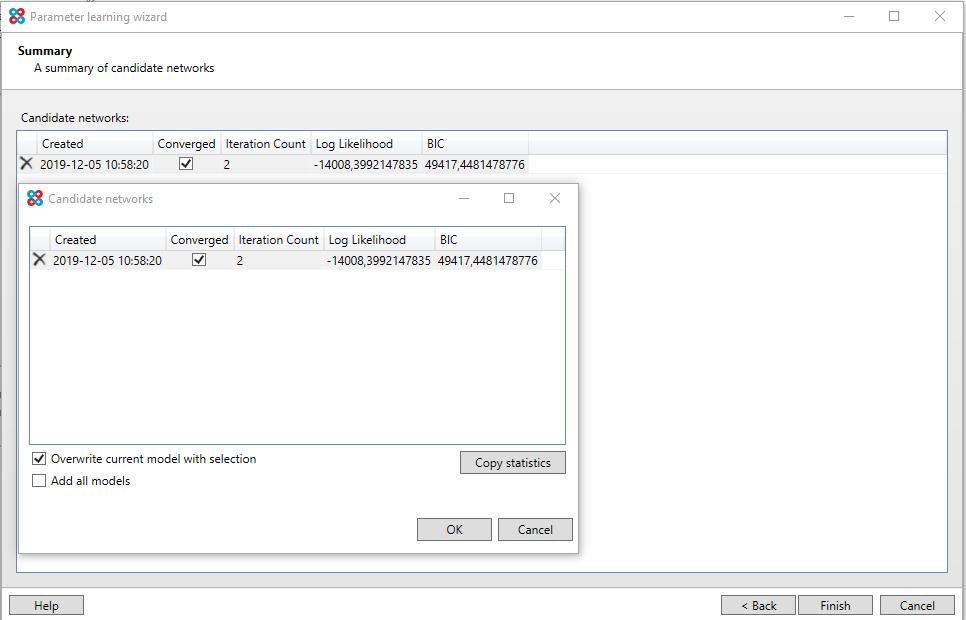 Parameter learning wizard
Summary
A summary of candidate networks
Candidate networks:
Created Converged Iteration Count Log Likelihood BIC
2019-12-05 10:58:20 2 -14008,3992147835 49417,4481478776
Candidate networks
Created Converged Iteration Count Log Likelihood BIC
2019-12-05 10:58:20 2 -14008,3992147835 49417,4481478776
Overwrite current model with selection
Copy statistics
Add all models
OK Cancel
Help < Back Finish Cancel